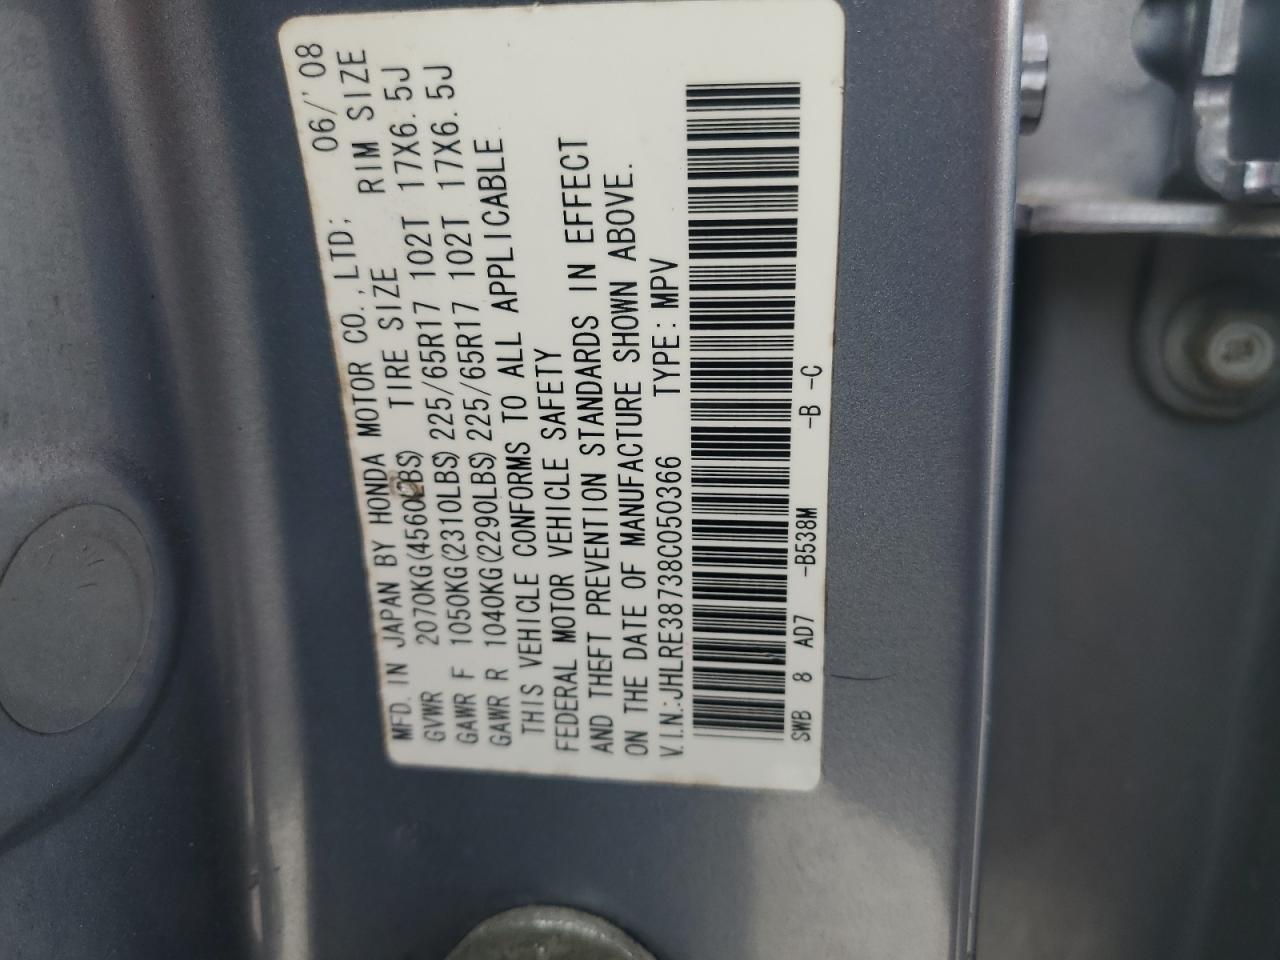 MFD. IN JAPAN BY HONDA MOTOR CO., LTD; 06/'08
GVWR 2070KG(4560LBS) TIRE SIZE RIM SIZE
GAWR F 1050KG(2310LBS) 225/65R17 102T 17X6.5J
GAWR R 1040KG(2290LBS) 225/65R17 102T 17X6.5J
THIS VEHICLE CONFORMS TO ALL APPLICABLE
FEDERAL MOTOR VEHICLE SAFETY
AND THEFT PREVENTION STANDARDS IN EFFECT
ON THE DATE OF MANUFACTURE SHOWN ABOVE.
V.I.N.:JHLRE38738C050366 TYPE:MPV
SWB 8 AD7 -B538M -B -C